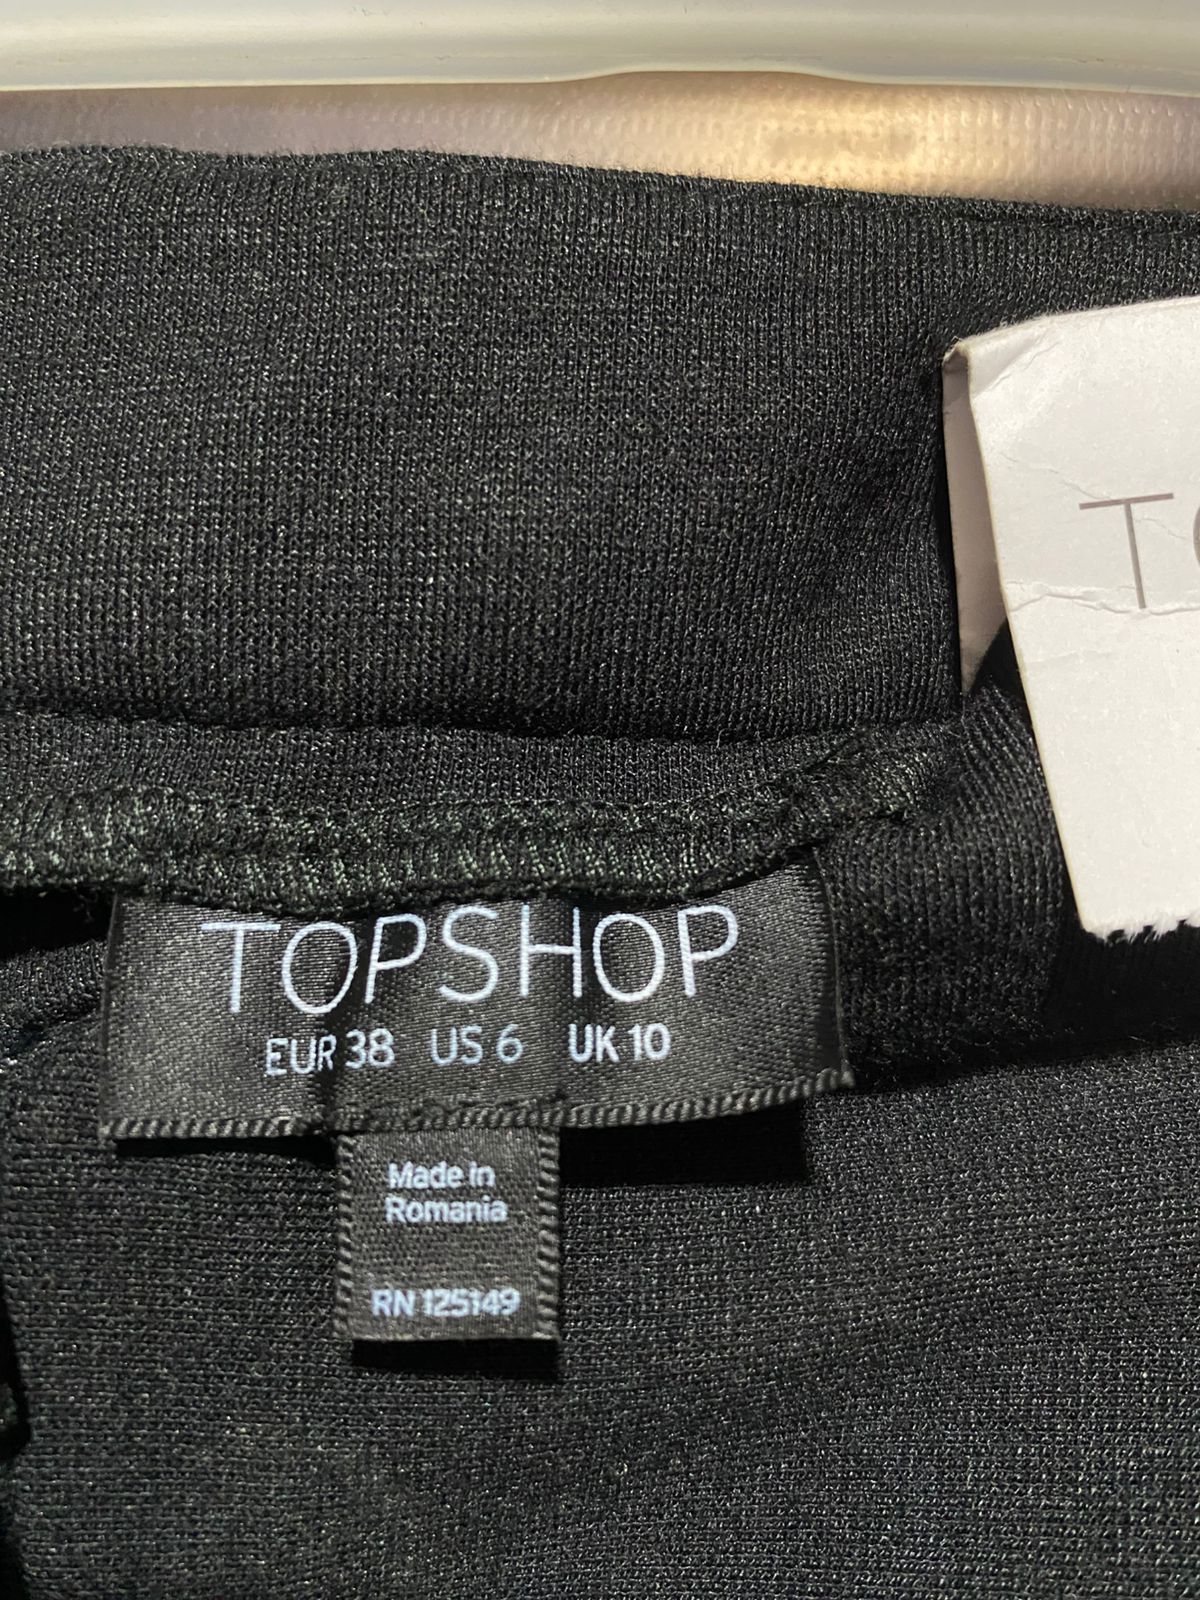 TOPSHOP
EUR 38 US 6 UK 10
Made in
Romania
RN 125149
T